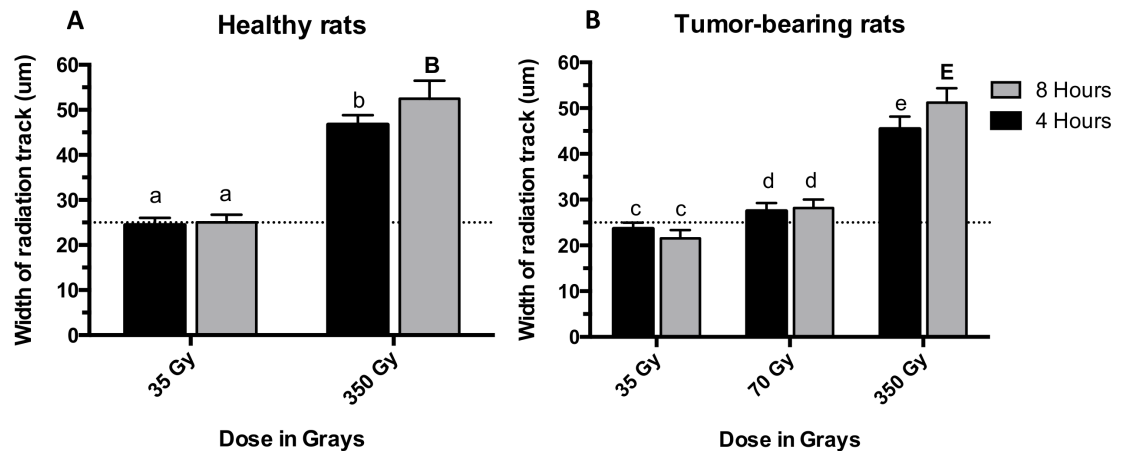 A
Healthy rats
Width of radiation track (um)
60
50
40
30
20
10
0
a
a
b
B
35 Gy
350 Gy
Dose in Grays
B
Tumor-bearing rats
Width of radiation track (um)
60
50
40
30
20
10
0
c
c
d
d
e
E
35 Gy
70 Gy
350 Gy
Dose in Grays
8 Hours
4 Hours